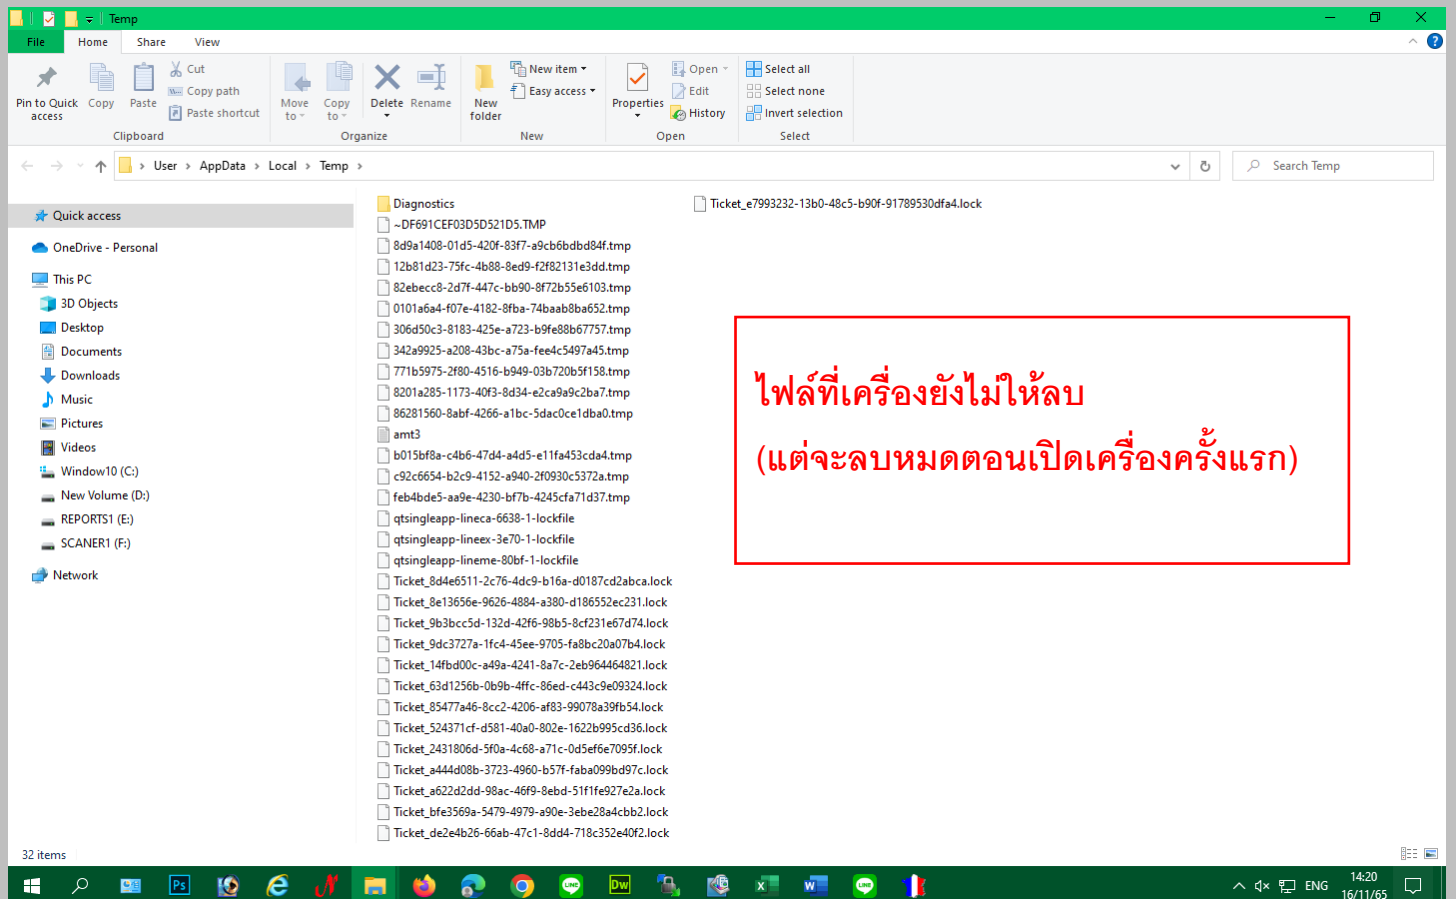 Temp
File Home Share View
Pin to Quick access
Copy
Paste
Cut
Copy path
Paste shortcut
Clipboard
Move to
Copy to
Delete
Rename
Organize
New folder
New item
Easy access
New
Properties
Open
Edit
History
Open
Select all
Select none
Invert selection
Select
User > AppData > Local > Temp >
Search Temp
Quick access
OneDrive - Personal
This PC
3D Objects
Desktop
Documents
Downloads
Music
Pictures
Videos
Window10 (C:)
New Volume (D:)
REPORTS1 (E:)
SCANER1 (F:)
Network
Diagnostics
~DF691CEF03D5D521D5.TMP
8d9a1408-01d5-420f-83f7-a9cb6bdbd84f.tmp
12b81d23-75fc-4b88-8ed9-f2f82131e3dd.tmp
82ebecc8-2d7f-447c-bb90-8f72b55e6103.tmp
0101a6a4-f07e-4182-8fba-74baab8ba652.tmp
306d50c3-8183-425e-a723-b9fe88b67757.tmp
342a9925-a208-43bc-a75a-fee4c5497a45.tmp
771b5975-2f80-4516-b949-03b720b5f158.tmp
8201a285-1173-40f3-8d34-e2ca9a9c2ba7.tmp
86281560-8abf-4266-a1bc-5dac0ce1dba0.tmp
amt3
b015bf8a-c4b6-47d4-a4d5-e11fa453cda4.tmp
c92c6654-b2c9-4152-a940-2f0930c5372a.tmp
feb4bde5-aa9e-4230-bf7b-4245cfa71d37.tmp
qtsingleapp-lineca-6638-1-lockfile
qtsingleapp-lineex-3e70-1-lockfile
qtsingleapp-lineme-80bf-1-lockfile
Ticket_8d4e6511-2c76-4dc9-b16a-d0187cd2abca.lock
Ticket_8e13656e-9626-4884-a380-d186552ec231.lock
Ticket_9b3bcc5d-132d-42f6-98b5-8cf231e67d74.lock
Ticket_9dc3727a-1fc4-45ee-9705-fa8bc20a07b4.lock
Ticket_14fbd00c-a49a-4241-8a7c-2eb964464821.lock
Ticket_63d1256b-0b9b-4ffc-86ed-c443c9e09324.lock
Ticket_85477a46-8cc2-4206-af83-99078a39fb54.lock
Ticket_524371cf-d581-40a0-802e-1622b995cd36.lock
Ticket_2431806d-5f0a-4c68-a71c-0d5ef6e7095f.lock
Ticket_a444d08b-3723-4960-b57f-faba099bd97c.lock
Ticket_a622d2dd-98ac-46f9-8ebd-51f1fe927e2a.lock
Ticket_bfe3569a-5479-4979-a90e-3ebe28a4cbb2.lock
Ticket_de2e4b26-66ab-47c1-8dd4-718c352e40f2.lock
Ticket_e7993232-13b0-48c5-b90f-91789530dfa4.lock
ไฟล์ที่เครื่องยังไม่ให้ลบ
(แต่จะลบหมดตอนเปิดเครื่องครั้งแรก)
32 items
Ps
LINE
Dw
X
W
LINE
ENG
14:20
16/11/65